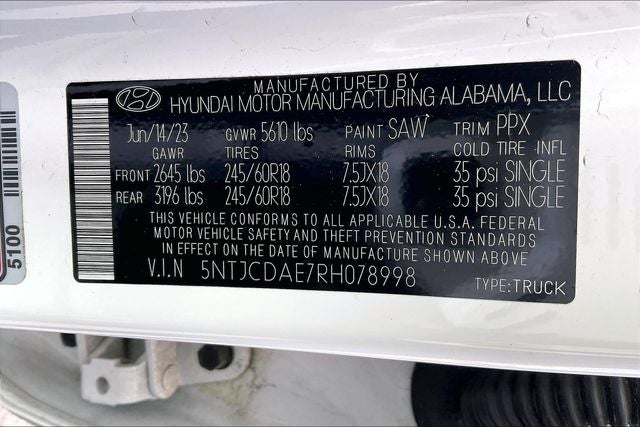 MANUFACTURED BY
HYUNDAI MOTOR MANUFACTURING ALABAMA, LLC
Jun/14/23 GVWR 5610 lbs PAINT SAW TRIM PPX
GAWR TIRES RIMS COLD TIRE INFL
FRONT 2645 lbs 245/60R18 7.5JX18 35 psi SINGLE
REAR 3196 lbs 245/60R18 7.5JX18 35 psi SINGLE
THIS VEHICLE CONFORMS TO ALL APPLICABLE U.S.A. FEDERAL
MOTOR VEHICLE SAFETY AND THEFT PREVENTION STANDARDS
IN EFFECT ON THE DATE OF MANUFACTURE SHOWN ABOVE
V.I.N 5NTJCDAE7RH078998 TYPE:TRUCK
5100